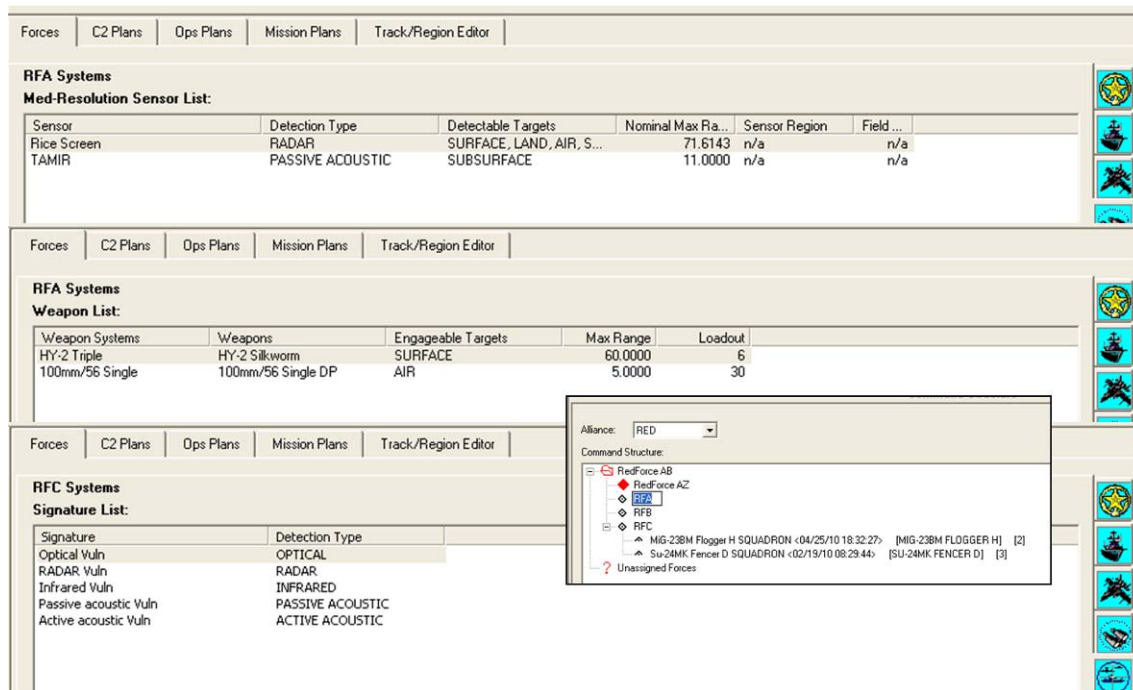 Forces C2 Plans Ops Plans Mission Plans Track/Region Editor
RFA Systems
Med-Resolution Sensor List:
Sensor Detection Type Detectable Targets Nominal Max Ra... Sensor Region Field ...
Rice Screen RADAR SURFACE, LAND, AIR, S... 71.6143 n/a n/a
TAMIR PASSIVE ACOUSTIC SUBSURFACE 11.0000 n/a n/a
Forces C2 Plans Ops Plans Mission Plans Track/Region Editor
RFA Systems
Weapon List:
Weapon Systems Weapons Engageable Targets Max Range Loadout
HY-2 Triple HY-2 Silkworm SURFACE 60.0000 6
100mm/56 Single 100mm/56 Single DP AIR 5.0000 30
Forces C2 Plans Ops Plans Mission Plans Track/Region Editor
RFC Systems
Signature List:
Signature Detection Type
Optical Vuln OPTICAL
RADAR Vuln RADAR
Infrared Vuln INFRARED
Passive acoustic Vuln PASSIVE ACOUSTIC
Active acoustic Vuln ACTIVE ACOUSTIC
Alliance: RED
Command Structure:
RedForce AB
RedForce AZ
RFA
RFB
RFC
MiG-23BM Flogger H SQUADRON <04/25/10 18:32:27> [MIG-23BM FLOGGER H] [2]
Su-24MK Fencer D SQUADRON <02/19/10 08:29:44> [SU-24MK FENCER D] [3]
? Unassigned Forces